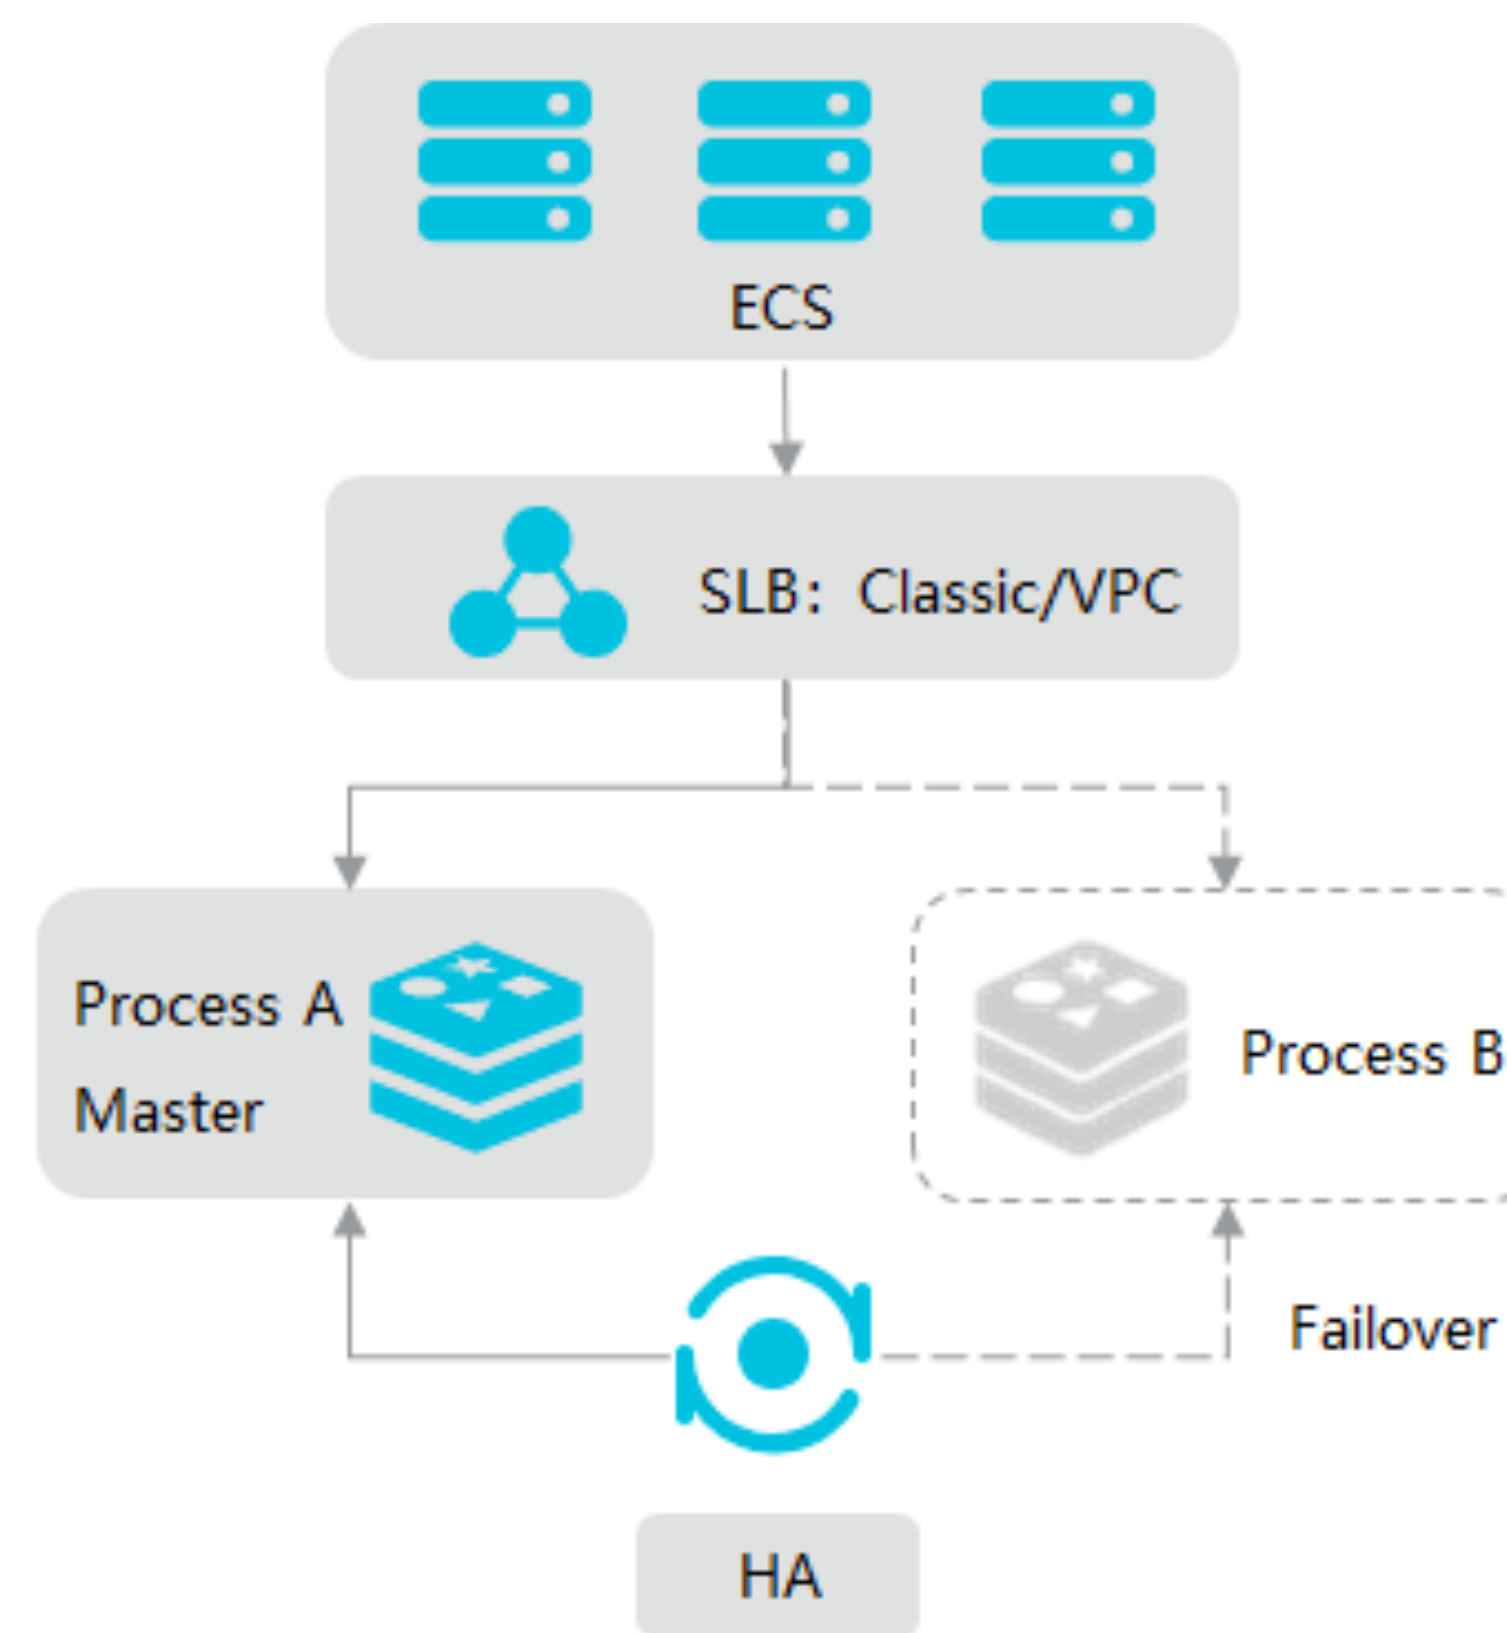 ECS
SLB: Classic/VPC
Process A
Master
Process B
Failover
HA